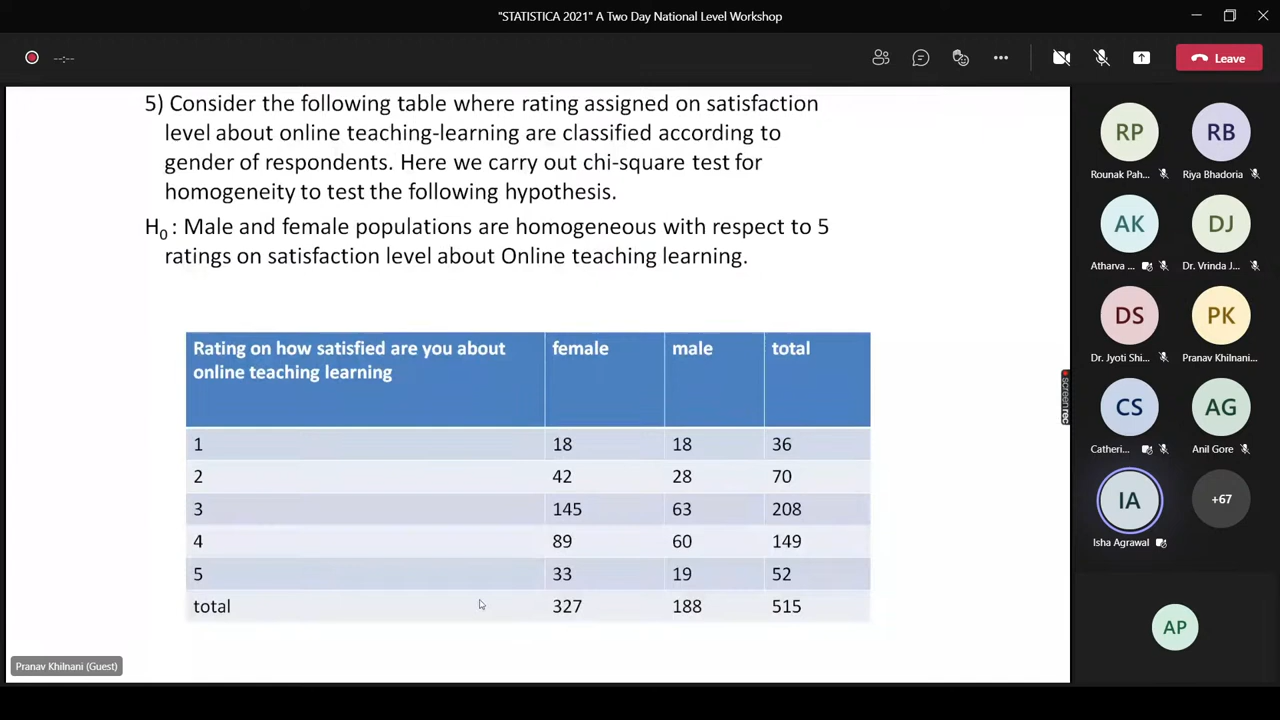 "STATISTICA 2021" A Two Day National Level Workshop
--:--
Leave
5) Consider the following table where rating assigned on satisfaction
level about online teaching-learning are classified according to
gender of respondents. Here we carry out chi-square test for
homogeneity to test the following hypothesis.
H₀ : Male and female populations are homogeneous with respect to 5
ratings on satisfaction level about Online teaching learning.
Rating on how satisfied are you about online teaching learning female male total
1 18 18 36
2 42 28 70
3 145 63 208
4 89 60 149
5 33 19 52
total 327 188 515
Pranav Khilnani (Guest)
screenrec
RP RB
Rounak Pah... Riya Bhadoria
AK DJ
Atharva ... Dr. Vrinda J...
DS PK
Dr. Jyoti Shi... Pranav Khilnani...
CS AG
Catheri... Anil Gore
IA +67
Isha Agrawal
AP